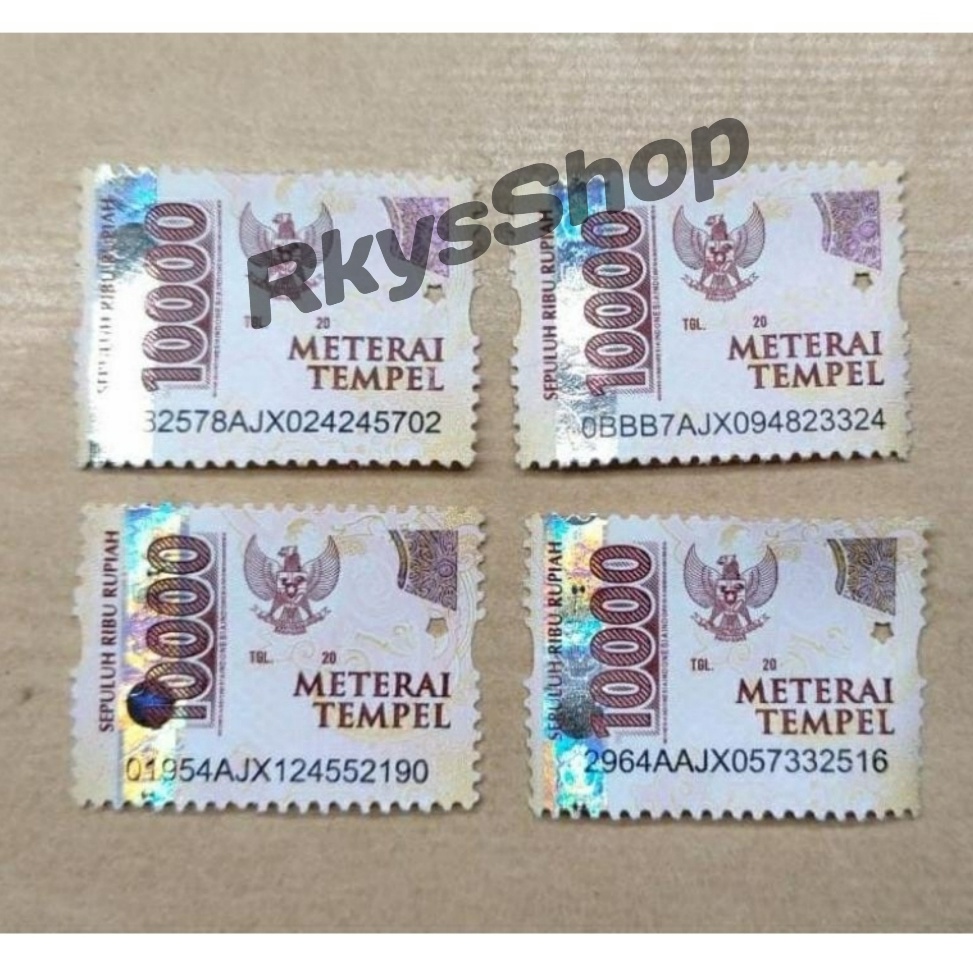 RkysShop
SEPULUH RIBU RUPIAH
10000
TGL. 20
METERAI
TEMPEL
32578AJX024245702
SEPULUH RIBU RUPIAH
10000
TGL. 20
METERAI
TEMPEL
0BBB7AJX094823324
SEPULUH RIBU RUPIAH
10000
TGL. 20
METERAI
TEMPEL
01954AJX124552190
SEPULUH RIBU RUPIAH
10000
TGL. 20
METERAI
TEMPEL
2964AAJX057332516